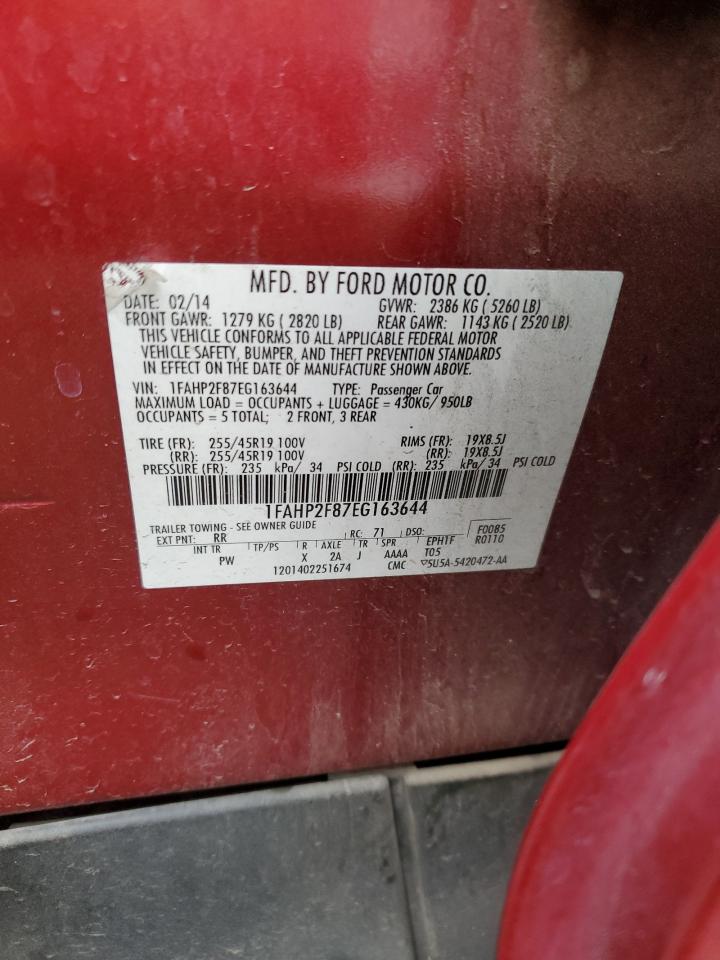 MFD. BY FORD MOTOR CO.
DATE: 02/14 GVWR: 2386 KG ( 5260 LB)
FRONT GAWR: 1279 KG ( 2820 LB) REAR GAWR: 1143 KG ( 2520 LB)
THIS VEHICLE CONFORMS TO ALL APPLICABLE FEDERAL MOTOR
VEHICLE SAFETY, BUMPER, AND THEFT PREVENTION STANDARDS
IN EFFECT ON THE DATE OF MANUFACTURE SHOWN ABOVE.
VIN: 1FAHP2F87EG163644 TYPE: Passenger Car
MAXIMUM LOAD = OCCUPANTS + LUGGAGE = 430KG/ 950LB
OCCUPANTS = 5 TOTAL; 2 FRONT, 3 REAR
TIRE (FR): 255/45R19 100V RIMS (FR): 19X8.5J
(RR): 255/45R19 100V (RR): 19X8.5J
PRESSURE (FR): 235 kPa/ 34 PSI COLD (RR): 235 kPa/ 34 PSI COLD
1FAHP2F87EG163644
TRAILER TOWING - SEE OWNER GUIDE F0085
EXT PNT: RR RC: 71 DSO: R0110
INT TR TP/PS R AXLE TR SPR EPHTF
PW X 2A J AAAA T05
1201402251674 CMC ▽5U5A-5420472-AA